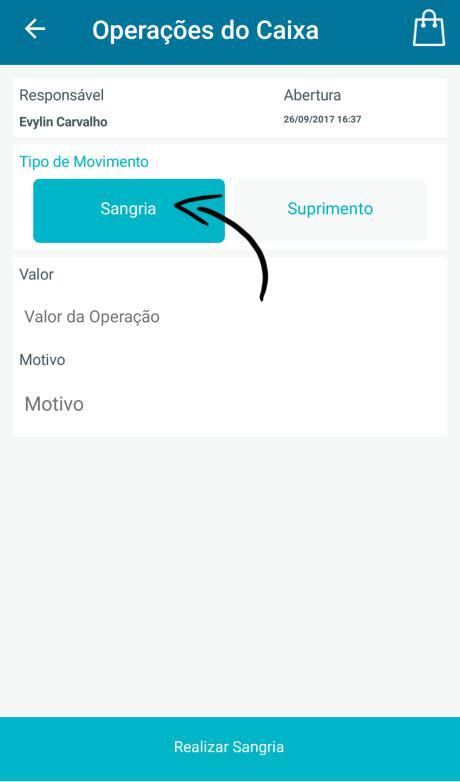 Operações do Caixa
Responsável Abertura
Evylin Carvalho 26/09/2017 16:37
Tipo de Movimento
Sangria Suprimento
Valor
Valor da Operação
Motivo
Motivo
Realizar Sangria